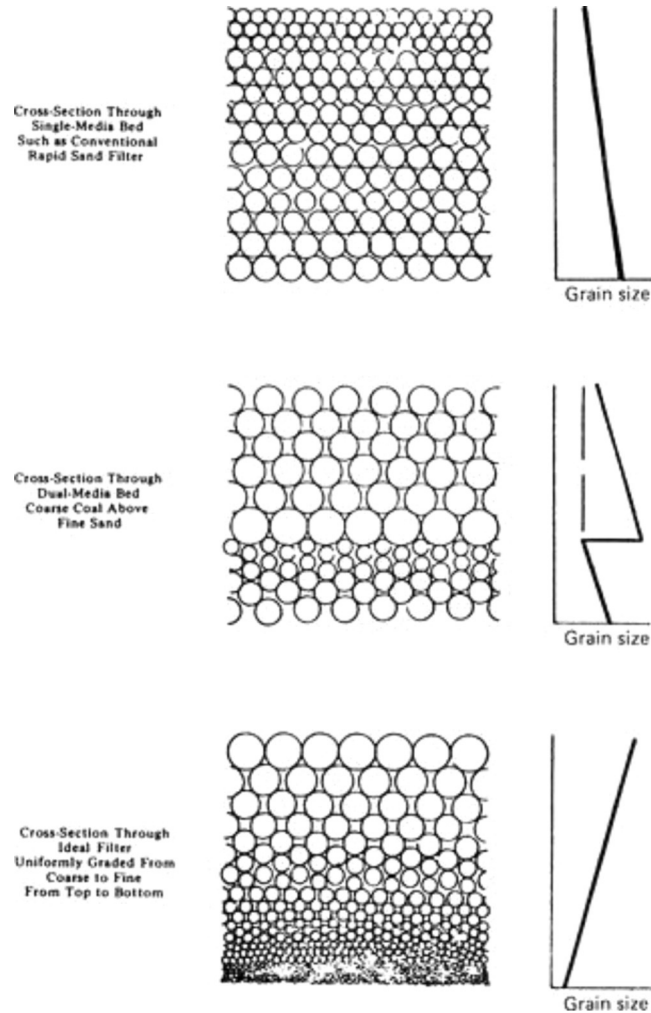 Cross-Section Through
Single-Media Bed
Such as Conventional
Rapid Sand Filter
Grain size
Cross-Section Through
Dual-Media Bed
Coarse Coal Above
Fine Sand
Grain size
Cross-Section Through
Ideal Filter
Uniformly Graded From
Coarse to Fine
From Top to Bottom
Grain size